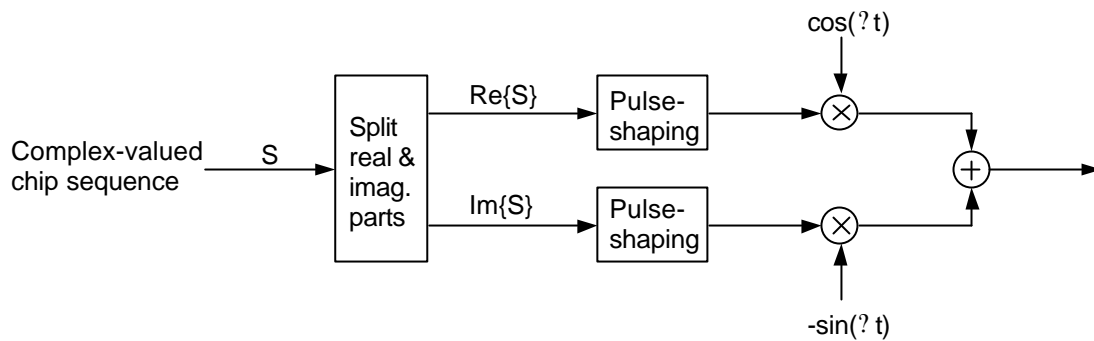 cos(? t)
Re{S}
Pulse-
shaping
Split
real &
imag.
parts
Complex-valued
chip sequence
S
Im{S}
Pulse-
shaping
-sin(? t)